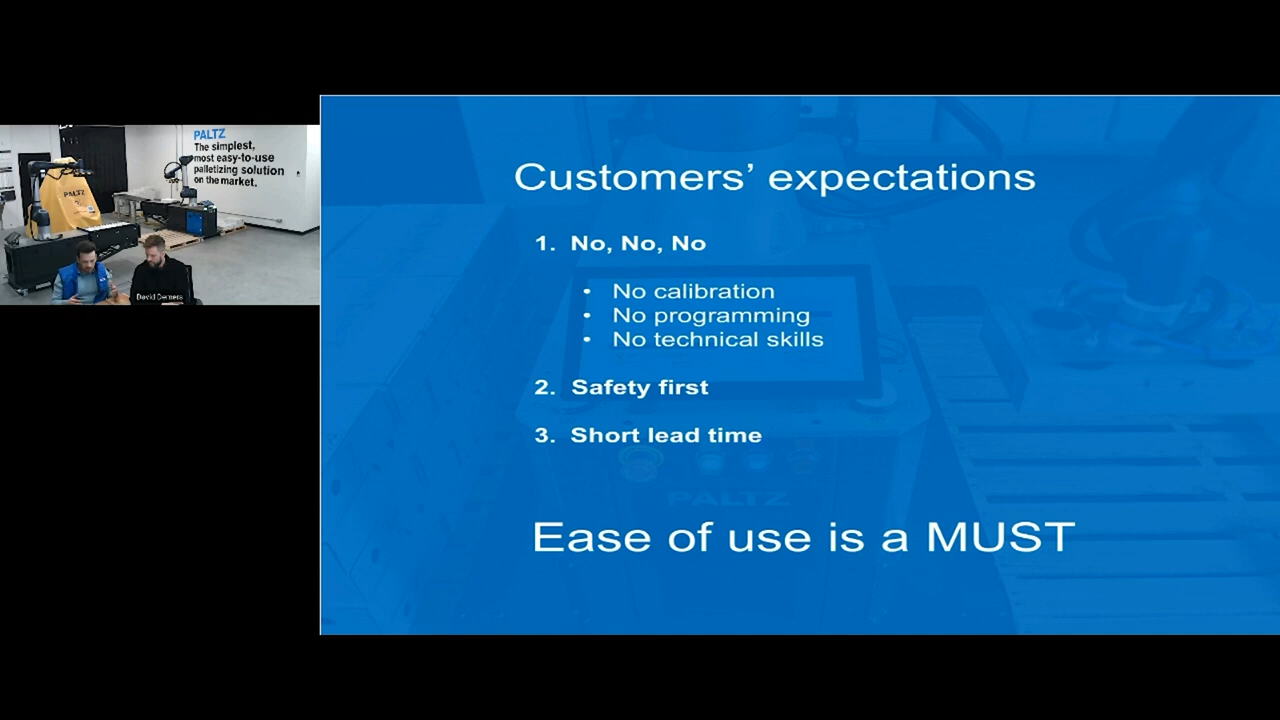 PALTZ
The simplest,
most easy-to-use
palletizing solution
on the market.
PALTZ
David Demers
Customers' expectations
1. No, No, No
• No calibration
• No programming
• No technical skills
2. Safety first
3. Short lead time
PALTZ
Ease of use is a MUST